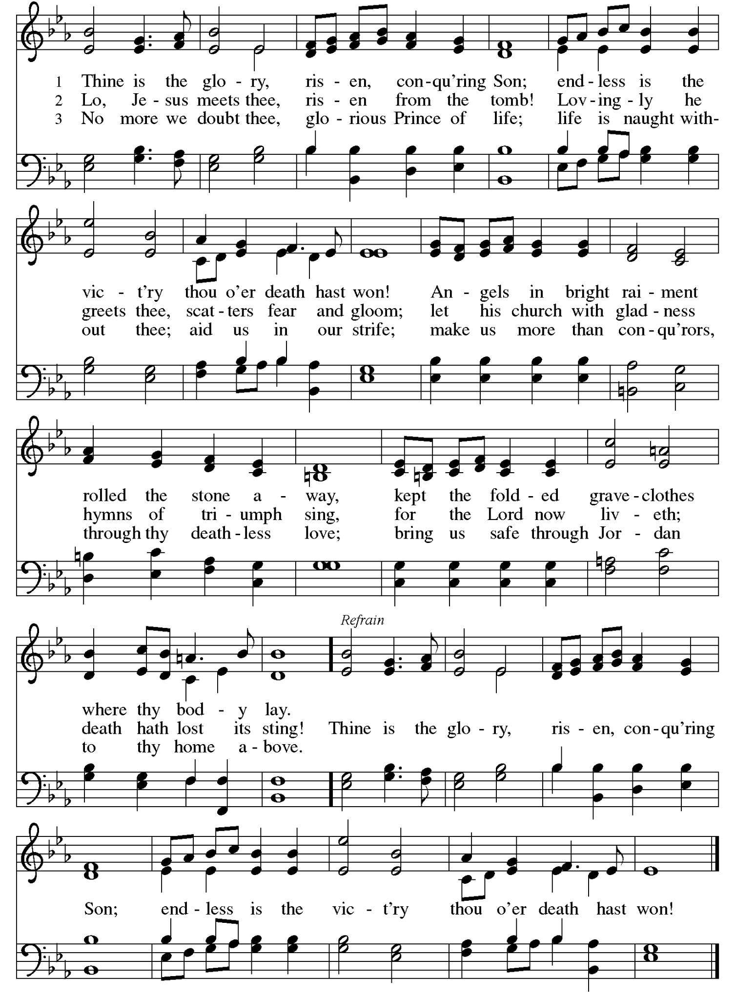 1 Thine is the glo - ry, ris - en, con - qu’ring Son; end - less is the
2 Lo, Je - sus meets thee, ris - en from the tomb! Lov - ing - ly he
3 No more we doubt thee, glo - rious Prince of life; life is naught with-
vic - t’ry thou o’er death hast won! An - gels in bright rai - ment
greets thee, scat - ters fear and gloom; let his church with glad - ness
out thee; aid us in our strife; make us more than con - qu’rors,
rolled the stone a - way, kept the fold - ed grave - clothes
hymns of tri - umph sing, for the Lord now liv - eth;
through thy death - less love; bring us safe through Jor - dan
Refrain
where thy bod - y lay.
death hath lost its sting! Thine is the glo - ry, ris - en, con - qu’ring
to thy home a - bove.
Son; end - less is the vic - t’ry thou o’er death hast won!